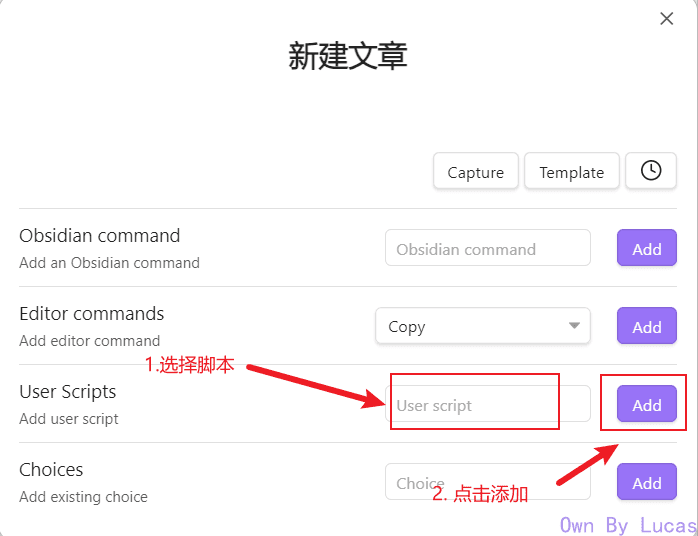 新建文章
Capture Template
Obsidian command
Add an Obsidian command
Obsidian command
Add
Editor commands
Add editor command
Copy
Add
1.选择脚本
User Scripts
Add user script
User script
Add
Choices
Add existing choice
Choice
Add
2. 点击添加
Own By Lucas